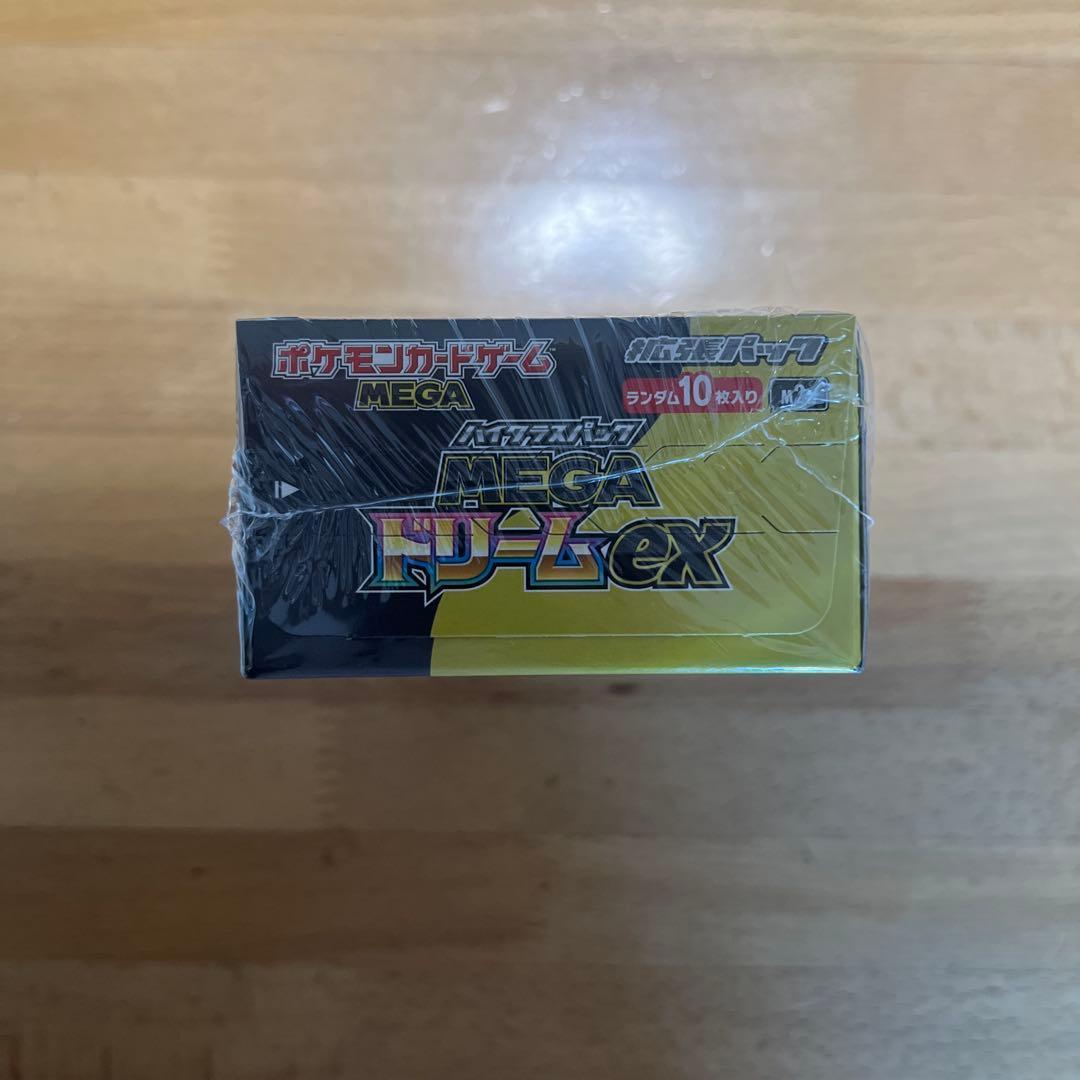 ポケモンカードゲーム
MEGA
拡張パック
ランダム10枚入り
ハイクラスパック
MEGA
ドリームex